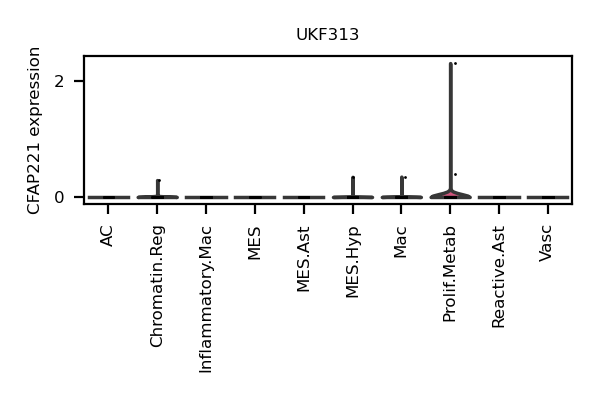 UKF313
CFAP221 expression
2
0
AC
Chromatin.Reg
Inflammatory.Mac
MES
MES.Ast
MES.Hyp
Mac
Prolif.Metab
Reactive.Ast
Vasc